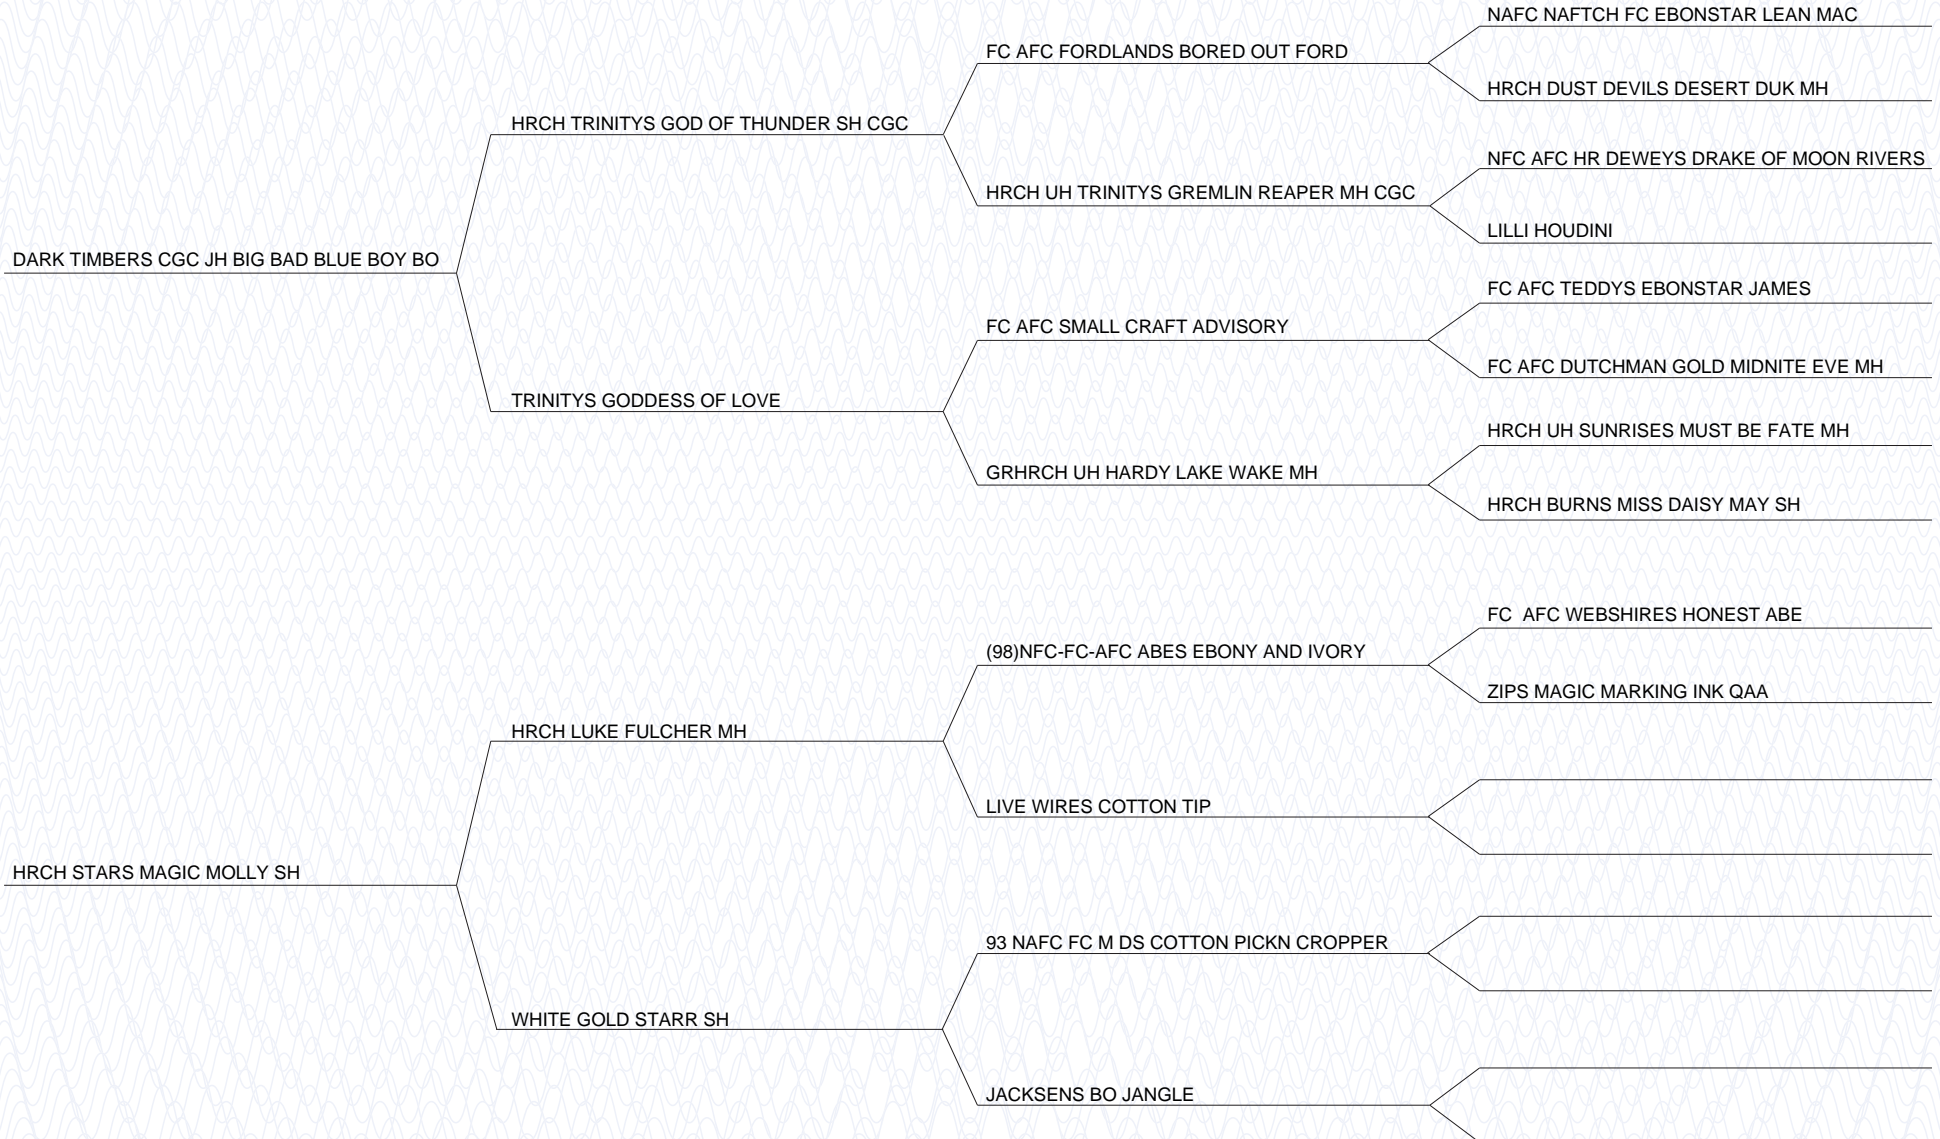 NAFC NAFTCH FC EBONSTAR LEAN MAC
FC AFC FORDLANDS BORED OUT FORD
HRCH DUST DEVILS DESERT DUK MH
HRCH TRINITYS GOD OF THUNDER SH CGC
NFC AFC HR DEWEYS DRAKE OF MOON RIVERS
HRCH UH TRINITYS GREMLIN REAPER MH CGC
LILLI HOUDINI
DARK TIMBERS CGC JH BIG BAD BLUE BOY BO
FC AFC TEDDYS EBONSTAR JAMES
FC AFC SMALL CRAFT ADVISORY
FC AFC DUTCHMAN GOLD MIDNITE EVE MH
TRINITYS GODDESS OF LOVE
HRCH UH SUNRISES MUST BE FATE MH
GRHRCH UH HARDY LAKE WAKE MH
HRCH BURNS MISS DAISY MAY SH
FC  AFC WEBSHIRES HONEST ABE
(98)NFC-FC-AFC ABES EBONY AND IVORY
ZIPS MAGIC MARKING INK QAA
HRCH LUKE FULCHER MH
LIVE WIRES COTTON TIP
HRCH STARS MAGIC MOLLY SH
93 NAFC FC M DS COTTON PICKN CROPPER
WHITE GOLD STARR SH
JACKSENS BO JANGLE